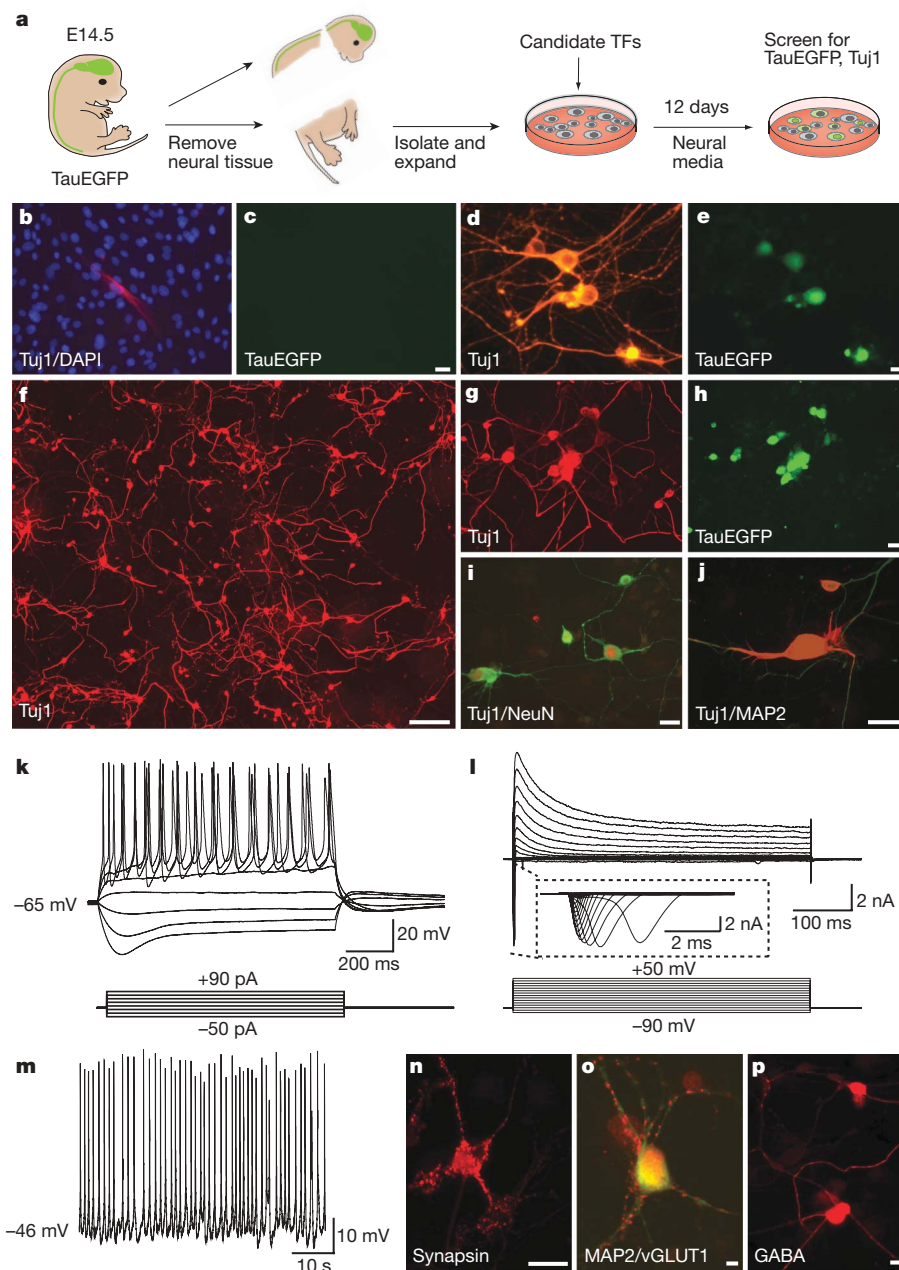 a
E14.5
TauEGFP
Remove
neural tissue
Isolate and
expand
Candidate TFs
12 days
Neural
media
Screen for
TauEGFP, Tuj1
b
Tuj1/DAPI
c
TauEGFP
d
Tuj1
e
TauEGFP
f
Tuj1
g
Tuj1
h
TauEGFP
i
Tuj1/NeuN
j
Tuj1/MAP2
k
–65 mV
20 mV
200 ms
+90 pA
–50 pA
l
2 nA
100 ms
2 nA
2 ms
+50 mV
–90 mV
m
–46 mV
10 mV
10 s
n
Synapsin
o
MAP2/vGLUT1
p
GABA